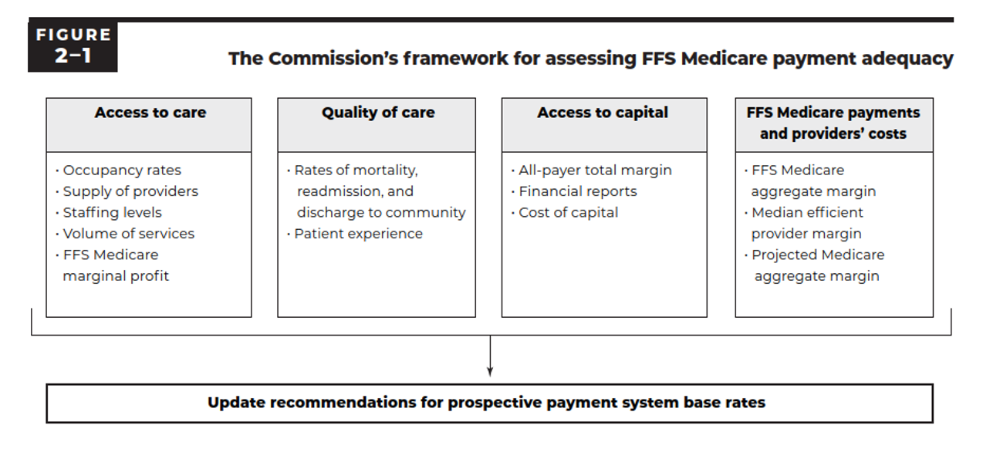 FIGURE
2–1
The Commission's framework for assessing FFS Medicare payment adequacy
Access to care
• Occupancy rates
• Supply of providers
• Staffing levels
• Volume of services
• FFS Medicare
marginal profit
Quality of care
• Rates of mortality,
readmission, and
discharge to community
• Patient experience
Access to capital
• All-payer total margin
• Financial reports
• Cost of capital
FFS Medicare payments
and providers' costs
• FFS Medicare
aggregate margin
• Median efficient
provider margin
• Projected Medicare
aggregate margin
Update recommendations for prospective payment system base rates